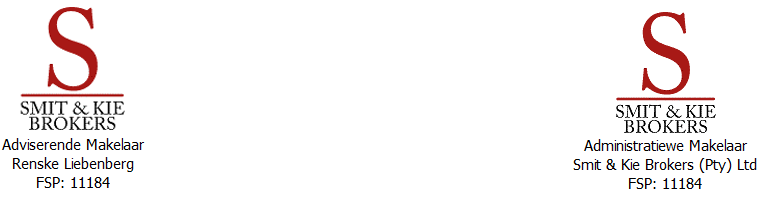 S
SMIT & KIE
BROKERS
Adviserende Makelaar
Renske Liebenberg
FSP: 11184
S
SMIT & KIE
BROKERS
Administratiewe Makelaar
Smit & Kie Brokers (Pty) Ltd
FSP: 11184